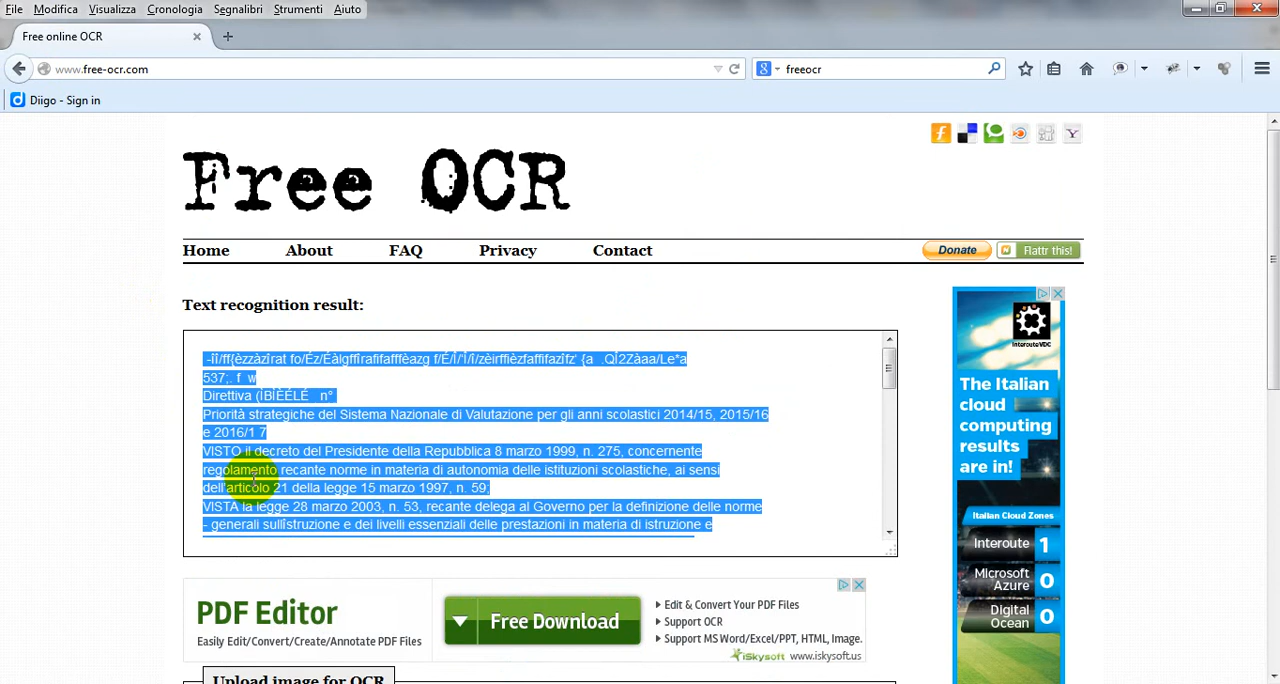 File Modifica Visualizza Cronologia Segnalibri Strumenti Aiuto
Free online OCR
www.free-ocr.com
freeocr
Diigo - Sign in
Free OCR
Home About FAQ Privacy Contact
Donate Flattr this!
Text recognition result:
Direttiva n°
Priorità strategiche del Sistema Nazionale di Valutazione per gli anni scolastici 2014/15, 2015/16
e 2016/1 7
VISTO il decreto del Presidente della Repubblica 8 marzo 1999, n. 275, concernente
regolamento recante norme in materia di autonomia delle istituzioni scolastiche, ai sensi
dell'articolo 21 della legge 15 marzo 1997, n. 59;
VISTA la legge 28 marzo 2003, n. 53, recante delega al Governo per la definizione delle norme
- generali sullîstruzione e dei livelli essenziali delle prestazioni in materia di istruzione e
PDF Editor
Easily Edit/Convert/Create/Annotate PDF Files
Free Download
Edit & Convert Your PDF Files
Support OCR
Support MS Word/Excel/PPT, HTML, Image.
iSkysoft www.iskysoft.us
Upload image for OCR
Interoute VDC
The Italian
cloud
computing
results
are in!
Italian Cloud Zones
Interoute 1
Microsoft
Azure 0
Digital
Ocean 0